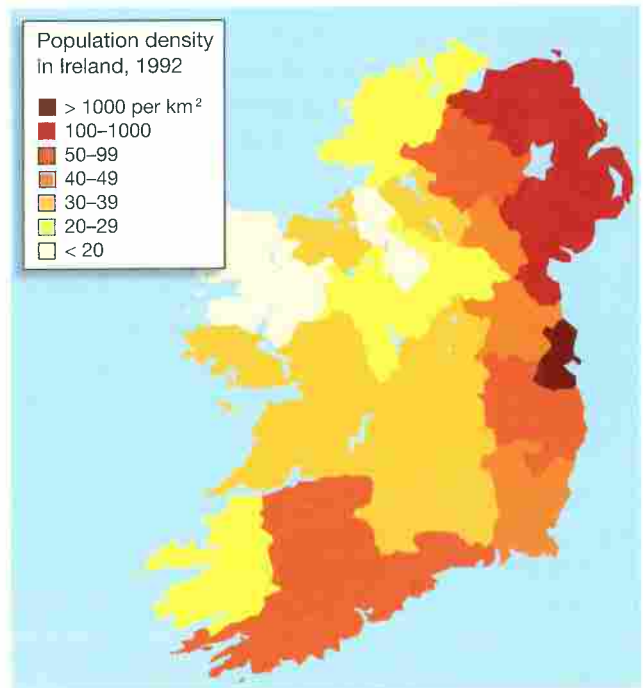 Population density
in Ireland, 1992
> 1000 per km²
100–1000
50–99
40–49
30–39
20–29
< 20